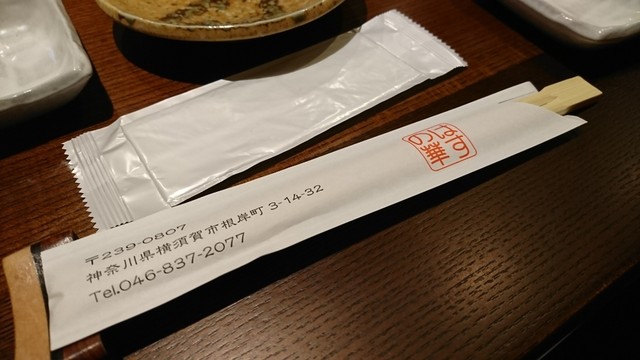 はす
の華
〒239-0807
神奈川県横須賀市根岸町 3-14-32
Tel.046-837-2077